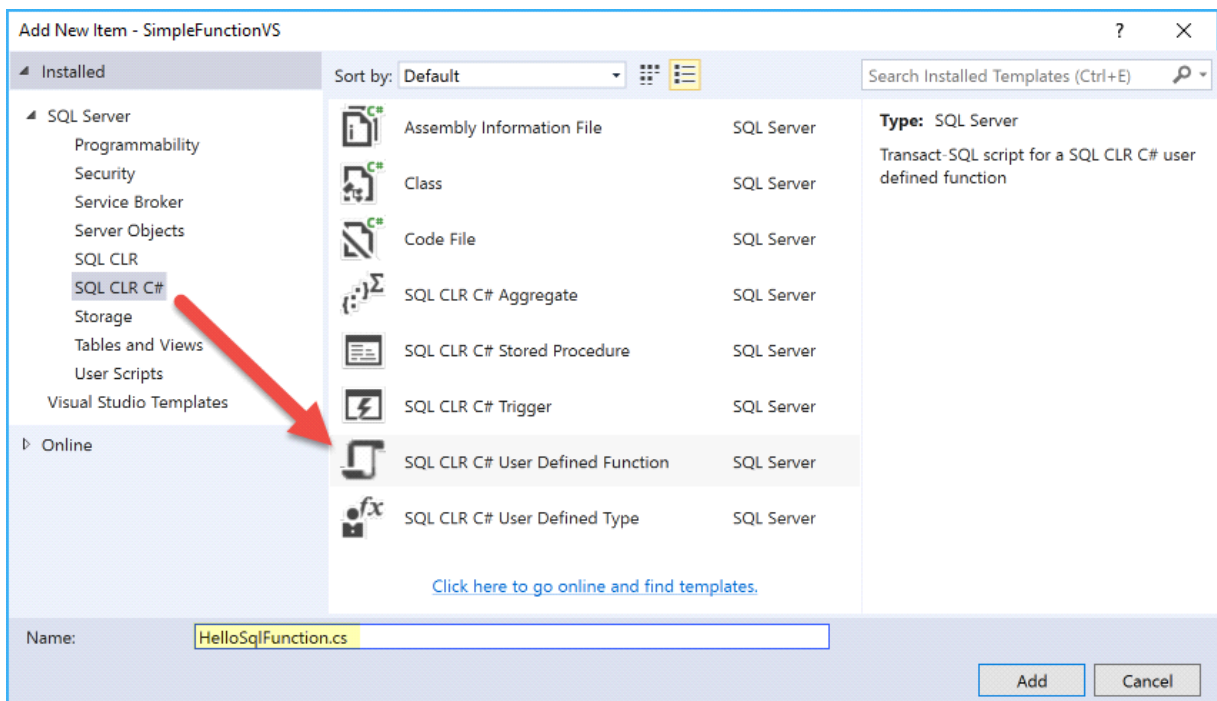 Add New Item - SimpleFunctionVS ?
Installed
SQL Server
Programmability
Security
Service Broker
Server Objects
SQL CLR
SQL CLR C#
Storage
Tables and Views
User Scripts
Visual Studio Templates
Online
Sort by: Default
C# Assembly Information File SQL Server
C# Class SQL Server
C# Code File SQL Server
SQL CLR C# Aggregate SQL Server
SQL CLR C# Stored Procedure SQL Server
SQL CLR C# Trigger SQL Server
SQL CLR C# User Defined Function SQL Server
fx SQL CLR C# User Defined Type SQL Server
Click here to go online and find templates.
Search Installed Templates (Ctrl+E)
Type: SQL Server
Transact-SQL script for a SQL CLR C# user
defined function
Name: HelloSqlFunction.cs
Add Cancel